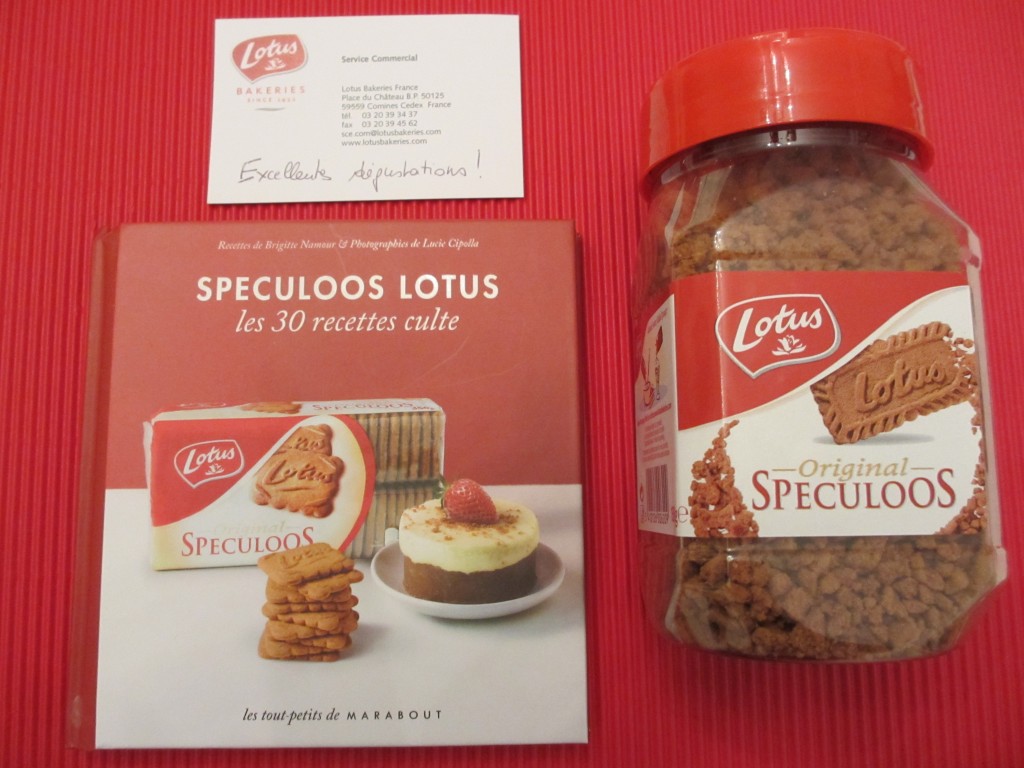 Lotus
BAKERIES
SINCE 1932
Service Commercial
Lotus Bakeries France
Place du Château B.P. 50125
59559 Comines Cedex France
tél. 03 20 39 34 37
fax 03 20 39 45 62
sce.com@lotusbakeries.com
www.lotusbakeries.com
Excellentes dégustations!
Recettes de Brigitte Namour & Photographies de Lucie Cipolla
SPECULOOS LOTUS
les 30 recettes culte
SPECULOOS
Lotus
Lotus
Original
SPECULOOS
les tout-petits de MARABOUT
Lotus
Lotus
Original
SPECULOOS